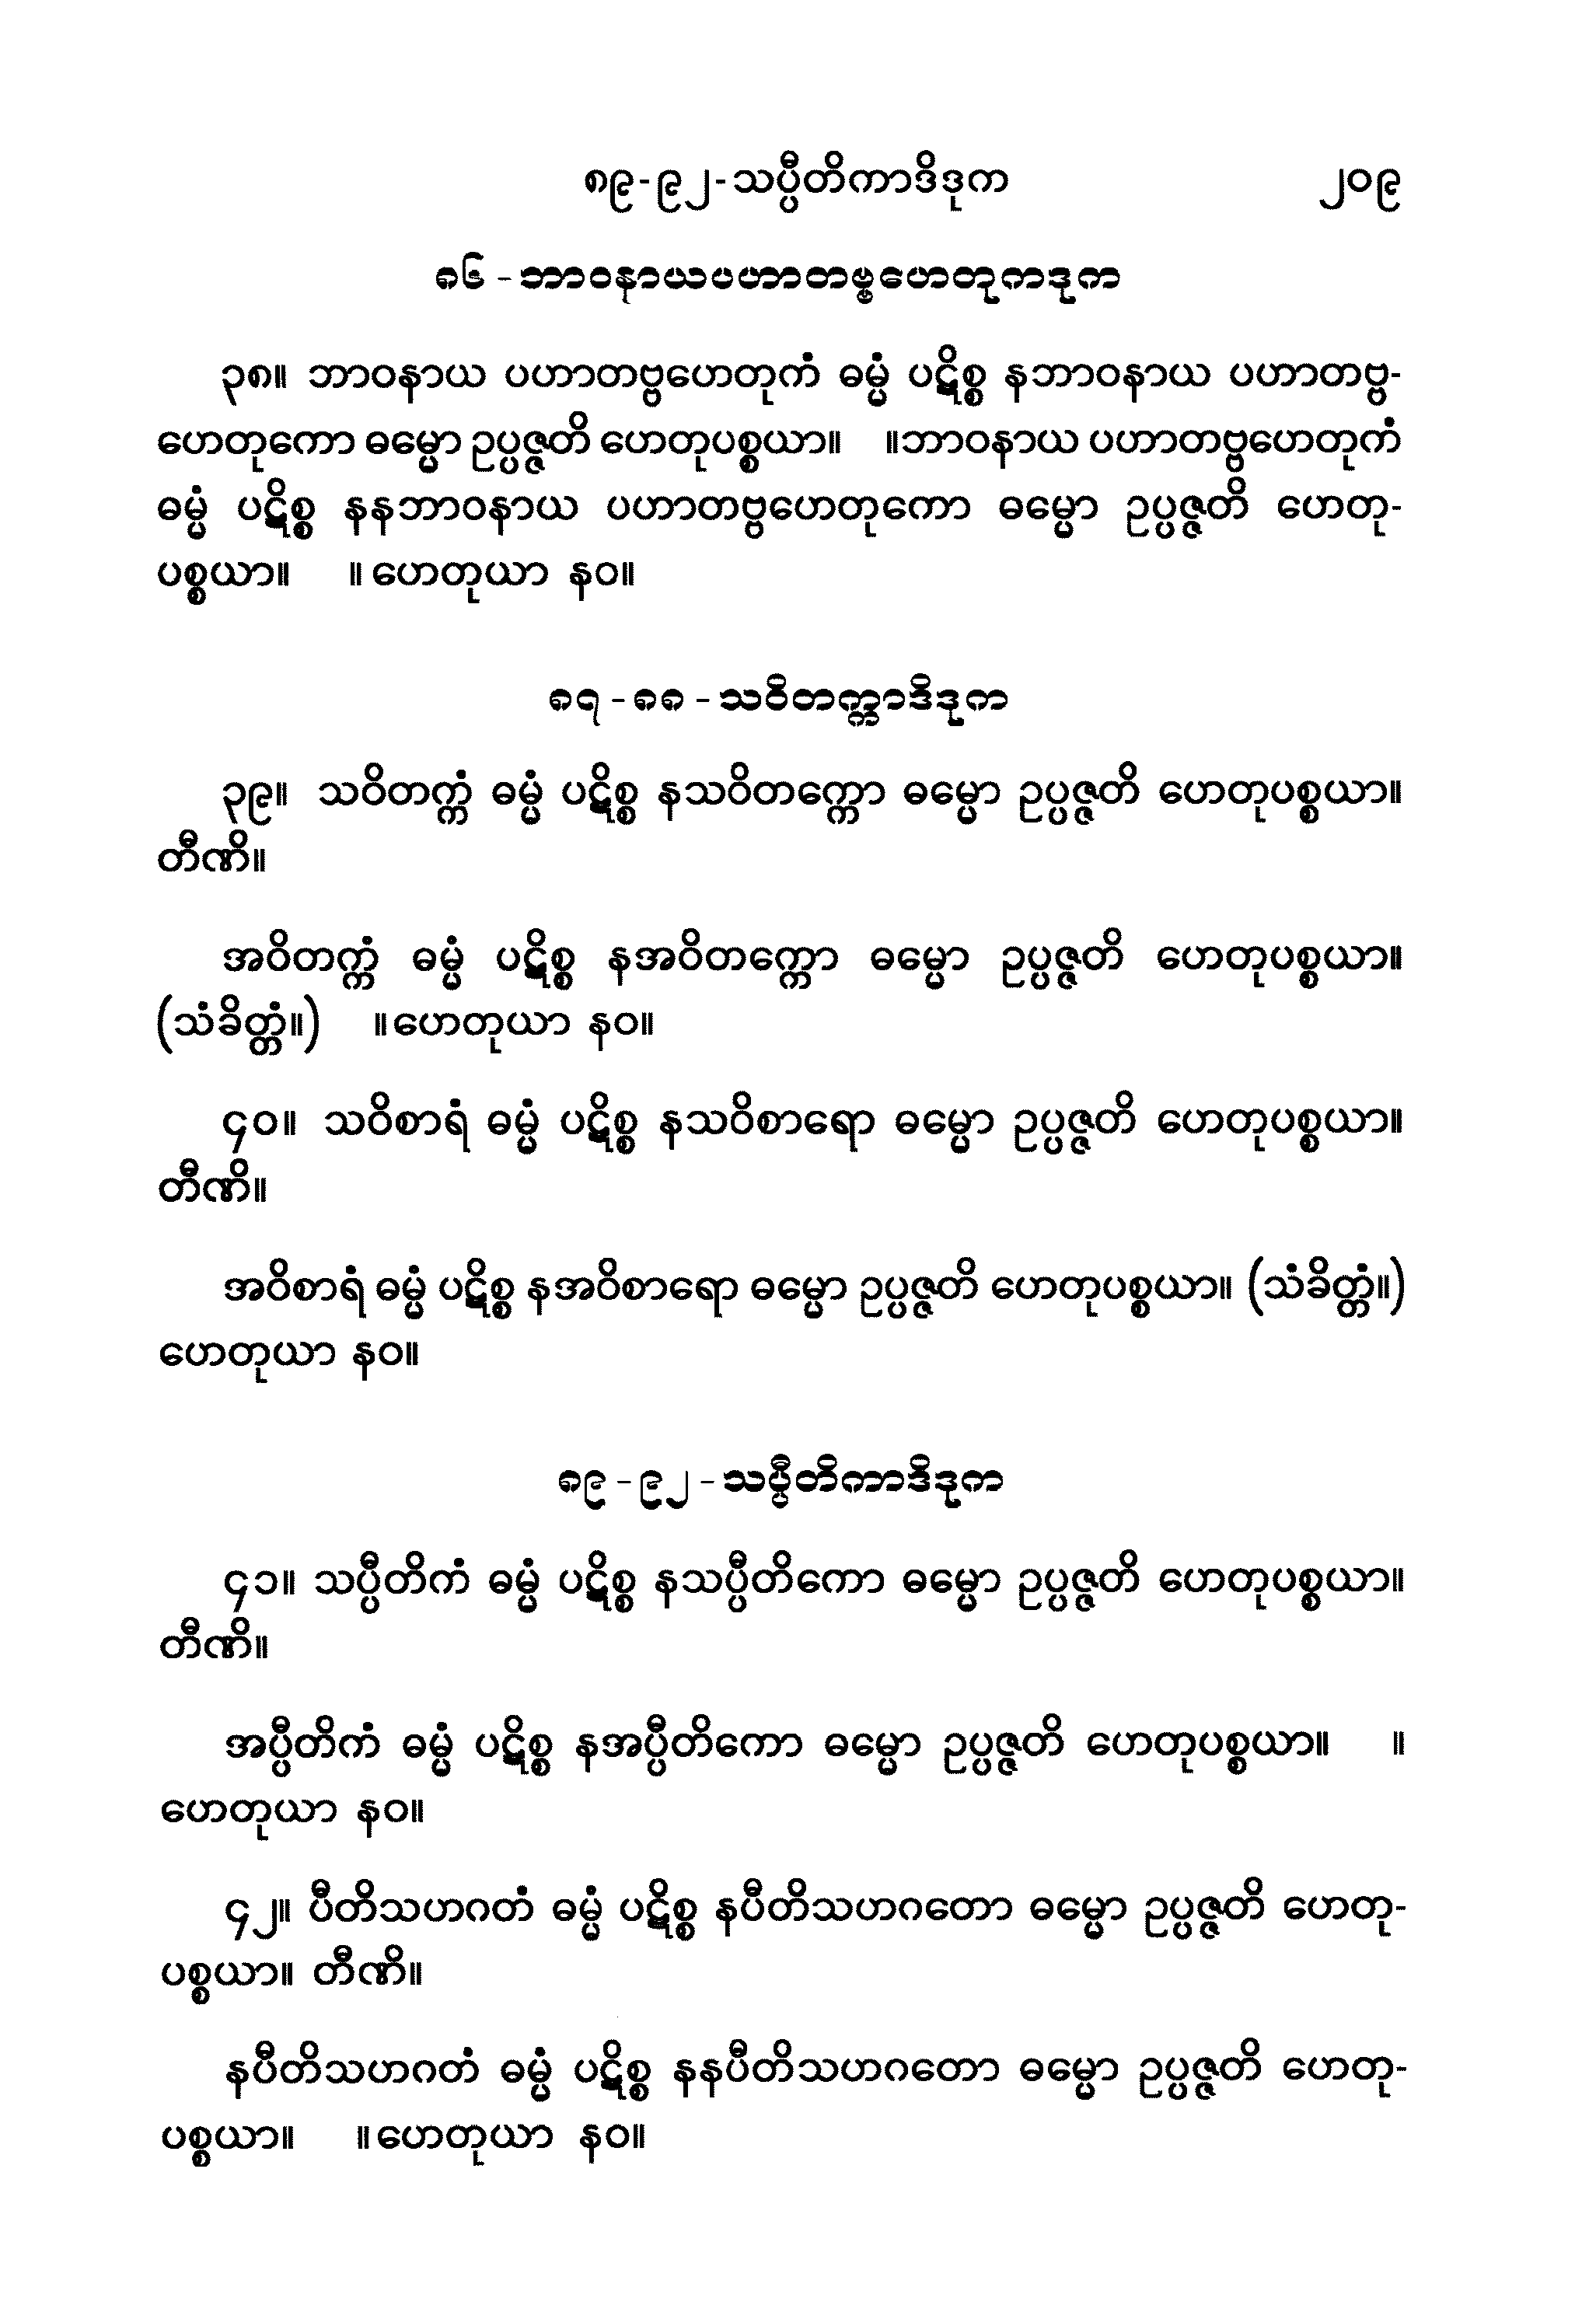 ၈၉-၉၂-သပ္ပီတိကာဒိဒုက ၂၀၉
၈၆-ဘာဝနာယပဟာတဗ္ဗဟေတုကဒုက
၃၈။ ဘာဝနာယ ပဟာတဗ္ဗဟေတုကံ ဓမ္မံ ပဋိစ္စ နဘာဝနာယ ပဟာတဗ္ဗ-
ဟေတုကော ဓမ္မော ဥပ္ပဇ္ဇတိ ဟေတုပစ္စယာ။ ။ဘာဝနာယ ပဟာတဗ္ဗဟေတုကံ
ဓမ္မံ ပဋိစ္စ နနဘာဝနာယ ပဟာတဗ္ဗဟေတုကော ဓမ္မော ဥပ္ပဇ္ဇတိ ဟေတု-
ပစ္စယာ။ ။ဟေတုယာ နဝ။
၈၇-၈၈-သဝိတက္ကာဒိဒုက
၃၉။ သဝိတက္ကံ ဓမ္မံ ပဋိစ္စ နသဝိတက္ကော ဓမ္မော ဥပ္ပဇ္ဇတိ ဟေတုပစ္စယာ။
တီဏိ။
အဝိတက္ကံ ဓမ္မံ ပဋိစ္စ နအဝိတက္ကော ဓမ္မော ဥပ္ပဇ္ဇတိ ဟေတုပစ္စယာ။
(သံခိတ္တံ။) ။ဟေတုယာ နဝ။
၄၀။ သဝိစာရံ ဓမ္မံ ပဋိစ္စ နသဝိစာရော ဓမ္မော ဥပ္ပဇ္ဇတိ ဟေတုပစ္စယာ။
တီဏိ။
အဝိစာရံ ဓမ္မံ ပဋိစ္စ နအဝိစာရော ဓမ္မော ဥပ္ပဇ္ဇတိ ဟေတုပစ္စယာ။ (သံခိတ္တံ။)
ဟေတုယာ နဝ။
၈၉-၉၂-သပ္ပီတိကာဒိဒုက
၄၁။ သပ္ပီတိကံ ဓမ္မံ ပဋိစ္စ နသပ္ပီတိကော ဓမ္မော ဥပ္ပဇ္ဇတိ ဟေတုပစ္စယာ။
တီဏိ။
အပ္ပီတိကံ ဓမ္မံ ပဋိစ္စ နအပ္ပီတိကော ဓမ္မော ဥပ္ပဇ္ဇတိ ဟေတုပစ္စယာ။ ။
ဟေတုယာ နဝ။
၄၂။ ပီတိသဟဂတံ ဓမ္မံ ပဋိစ္စ နပီတိသဟဂတော ဓမ္မော ဥပ္ပဇ္ဇတိ ဟေတု-
ပစ္စယာ။ တီဏိ။
နပီတိသဟဂတံ ဓမ္မံ ပဋိစ္စ နနပီတိသဟဂတော ဓမ္မော ဥပ္ပဇ္ဇတိ ဟေတု-
ပစ္စယာ။ ။ဟေတုယာ နဝ။